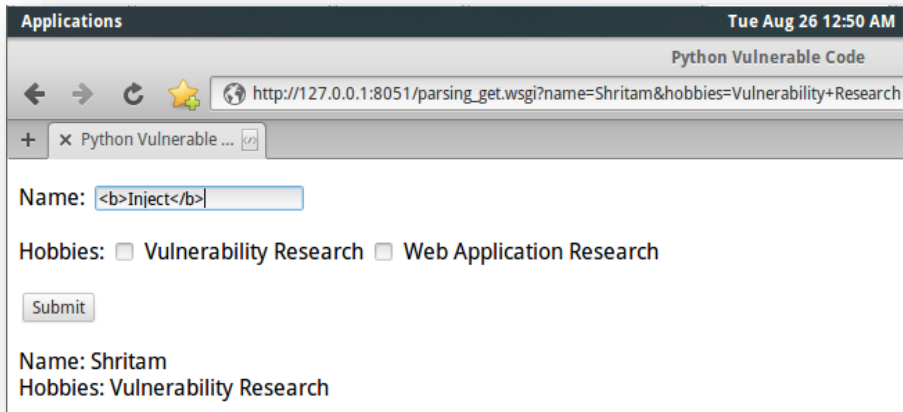 Applications Tue Aug 26 12:50 AM
Python Vulnerable Code
http://127.0.0.1:8051/parsing_get.wsgi?name=Shritam&hobbies=Vulnerability+Research
+ × Python Vulnerable ... </>
Name: <b>Inject</b>
Hobbies: Vulnerability Research Web Application Research
Submit
Name: Shritam
Hobbies: Vulnerability Research